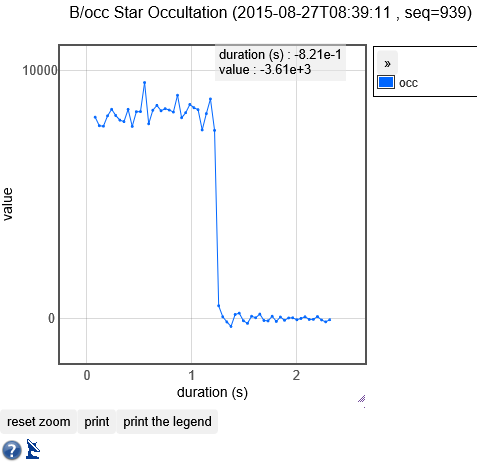 B/occ Star Occultation (2015-08-27T08:39:11 , seq=939)
duration (s) : -8.21e-1
value : -3.61e+3
»
occ
10000
value
0
0 1 2
duration (s)
reset zoom print print the legend
?